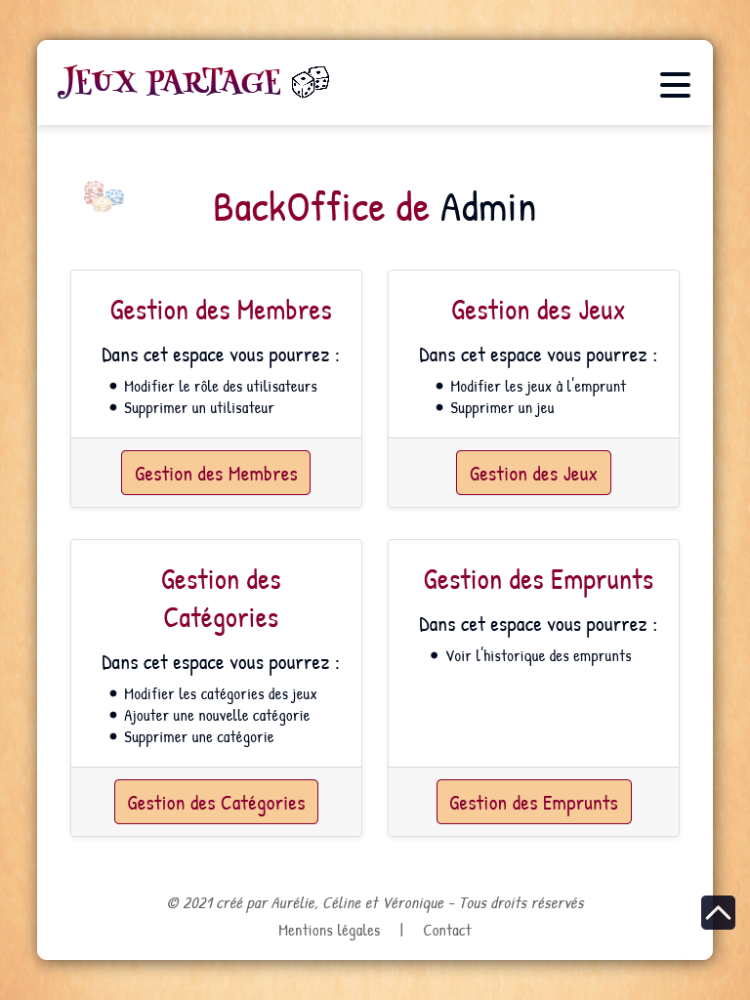 Jeux Partage
BackOffice de Admin
Gestion des Membres
Dans cet espace vous pourrez :
Modifier le rôle des utilisateurs
Supprimer un utilisateur
Gestion des Membres
Gestion des Jeux
Dans cet espace vous pourrez :
Modifier les jeux à l'emprunt
Supprimer un jeu
Gestion des Jeux
Gestion des
Catégories
Dans cet espace vous pourrez :
Modifier les catégories des jeux
Ajouter une nouvelle catégorie
Supprimer une catégorie
Gestion des Catégories
Gestion des Emprunts
Dans cet espace vous pourrez :
Voir l'historique des emprunts
Gestion des Emprunts
© 2021 créé par Aurélie, Céline et Véronique - Tous droits réservés
Mentions légales | Contact